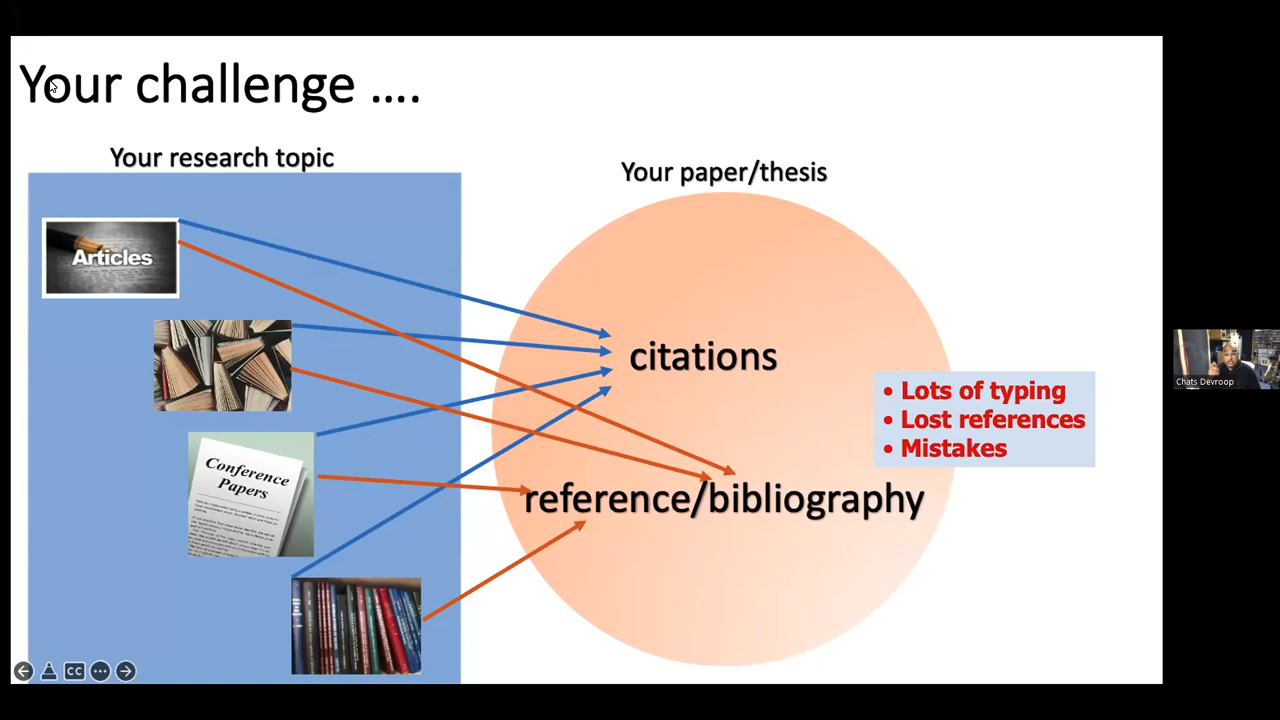 Your challenge ....
Your research topic
Your paper/thesis
Articles
citations
• Lots of typing
• Lost references
• Mistakes
Conference
Papers
reference/bibliography
Chats Devroop
CC